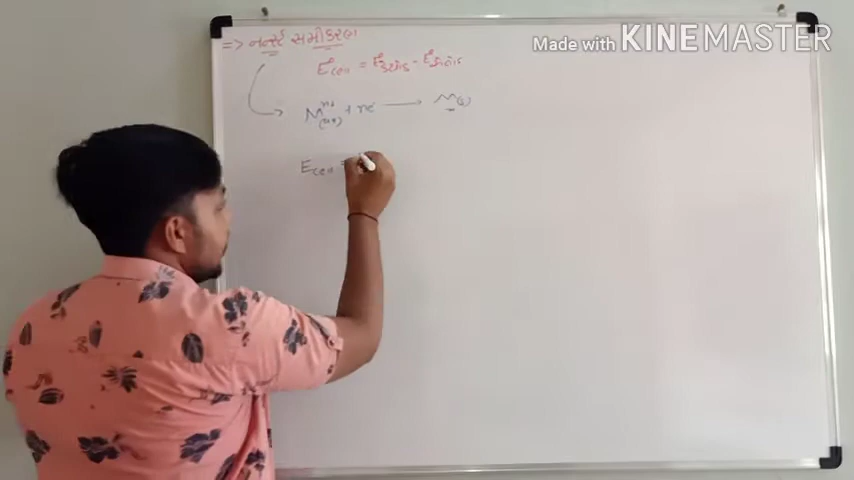 Made with KINEMASTER
=> નર્ન્સ્ટ સમીકરણ
E°cell = E°કેથોડ - E°એનોડ
M^n+(aq) + ne⁻ ⟶ M(s)
Ecell =